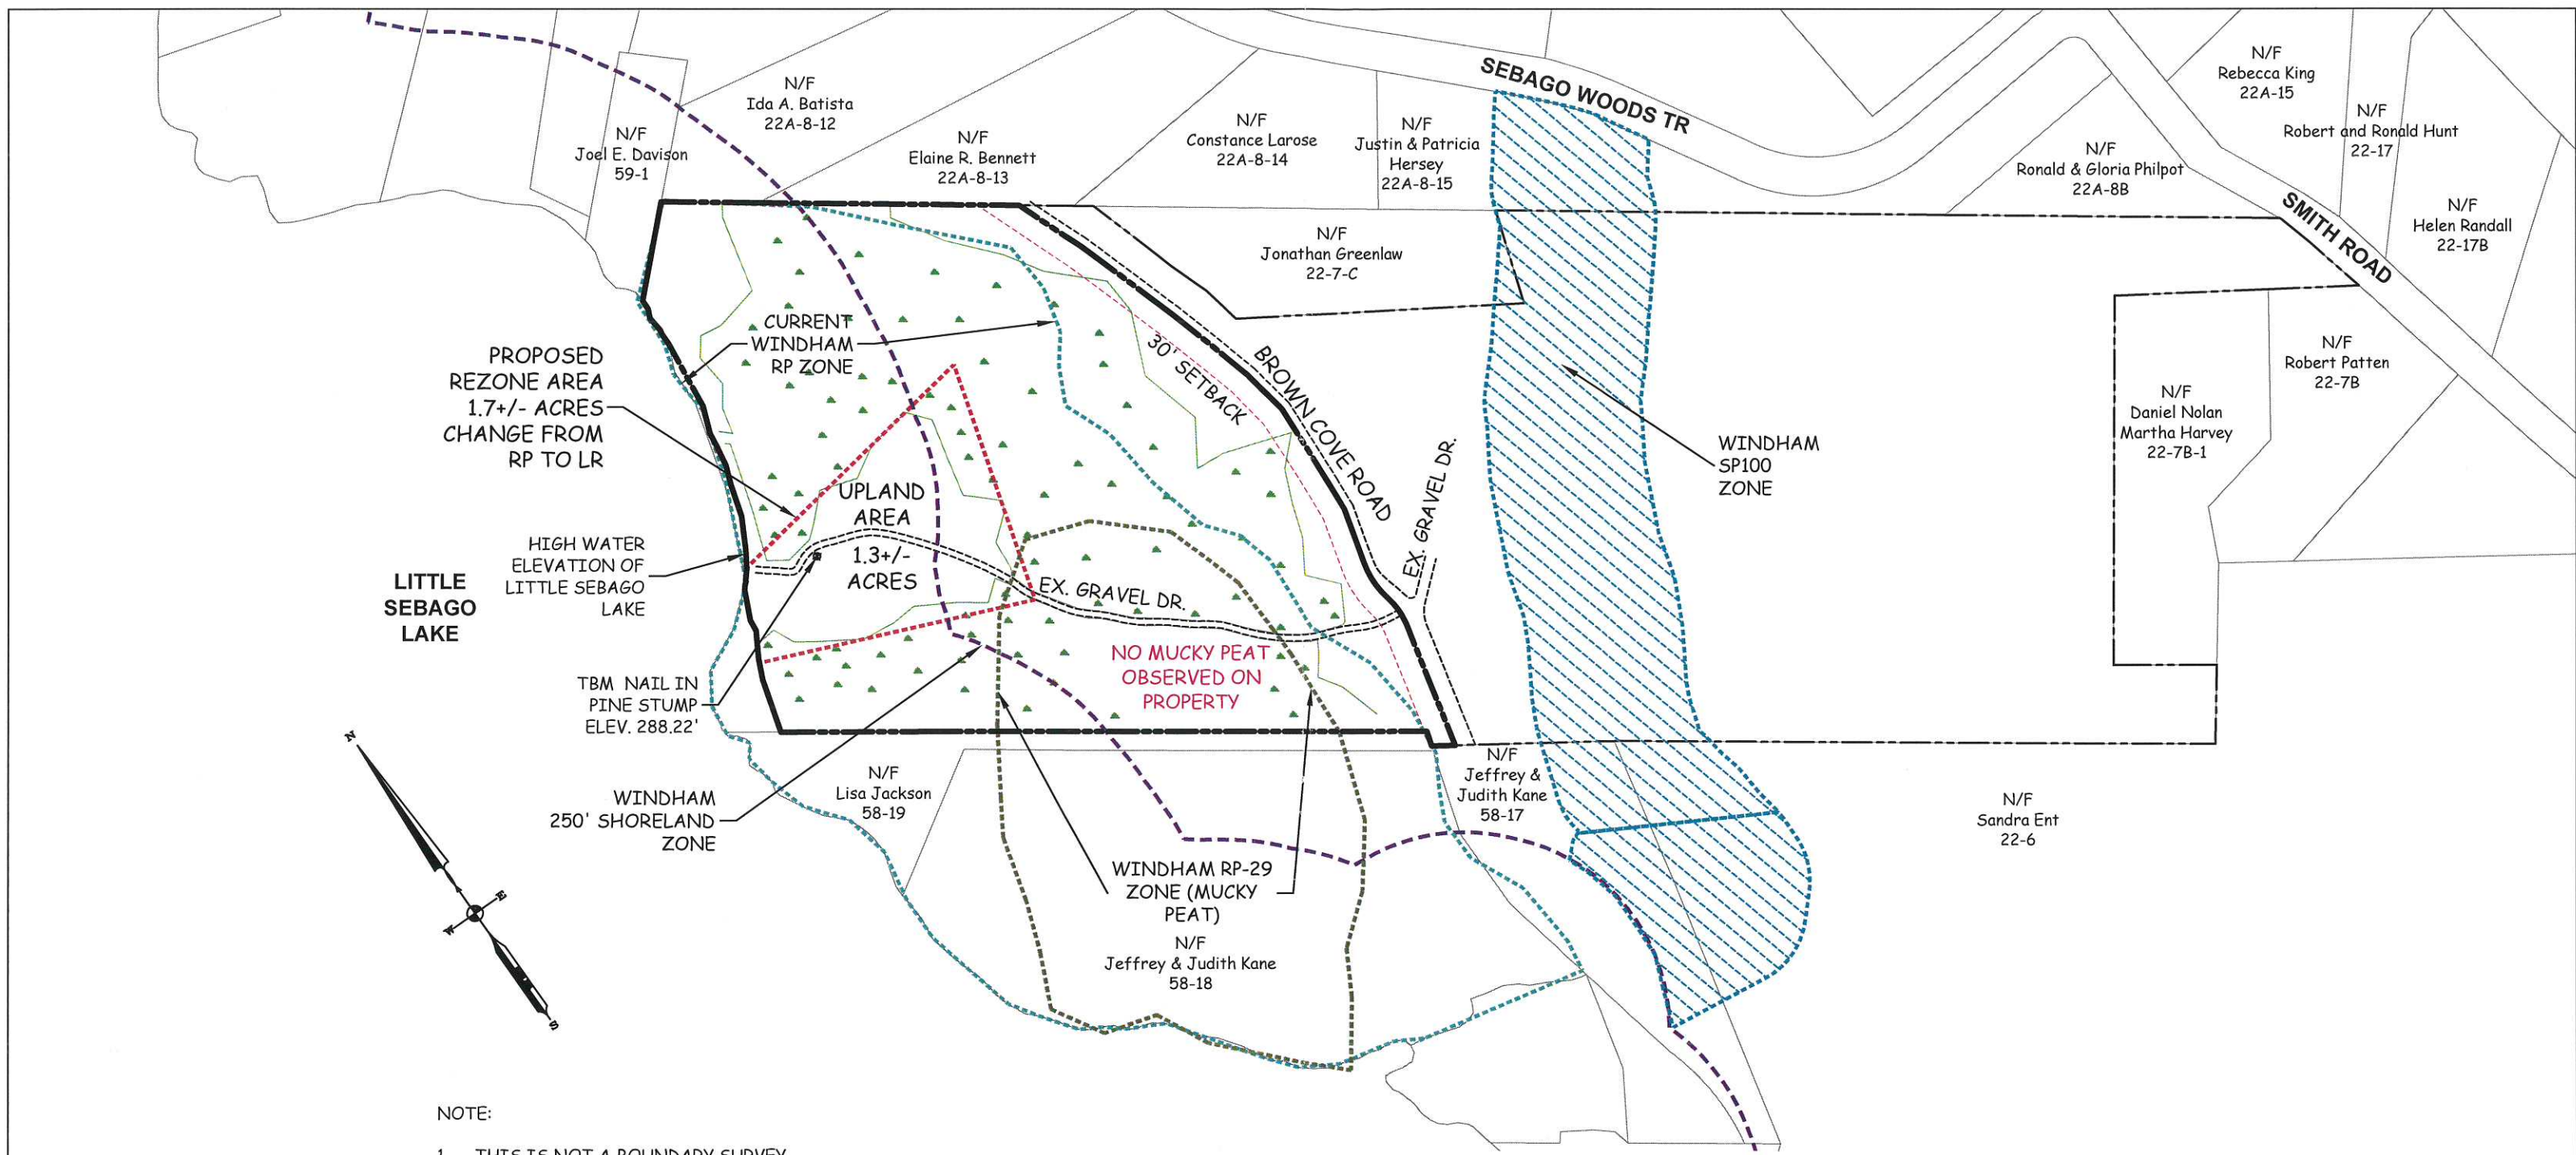 SEBAGO WOODS TR
N/F
Rebecca King
22A-15
N/F
Ida A. Batista
22A-8-12
N/F
Robert and Ronald Hunt
22-17
N/F
Joel E. Davison
59-1
N/F
Elaine R. Bennett
22A-8-13
N/F
Constance Larose
22A-8-14
N/F
Justin & Patricia
Hersey
22A-8-15
N/F
Ronald & Gloria Philpot
22A-8B
SMITH ROAD
N/F
Helen Randall
22-17B
N/F
Jonathan Greenlaw
22-7-C
CURRENT
WINDHAM
RP ZONE
PROPOSED
REZONE AREA
1.7+/- ACRES
CHANGE FROM
RP TO LR
30' SETBACK
BROWN COVE ROAD
N/F
Robert Patten
22-7B
N/F
Daniel Nolan
Martha Harvey
22-7B-1
WINDHAM
SP100
ZONE
EX. GRAVEL DR.
UPLAND
AREA
1.3+/-
ACRES
HIGH WATER
ELEVATION OF
LITTLE SEBAGO
LAKE
LITTLE
SEBAGO
LAKE
EX. GRAVEL DR.
NO MUCKY PEAT
OBSERVED ON
PROPERTY
TBM NAIL IN
PINE STUMP
ELEV. 288.22'
N
E
W
S
WINDHAM
250' SHORELAND
ZONE
N/F
Lisa Jackson
58-19
N/F
Jeffrey &
Judith Kane
58-17
N/F
Sandra Ent
22-6
WINDHAM RP-29
ZONE (MUCKY
PEAT)
N/F
Jeffrey & Judith Kane
58-18
NOTE:
1. THIS IS NOT A BOUNDARY SURVEY